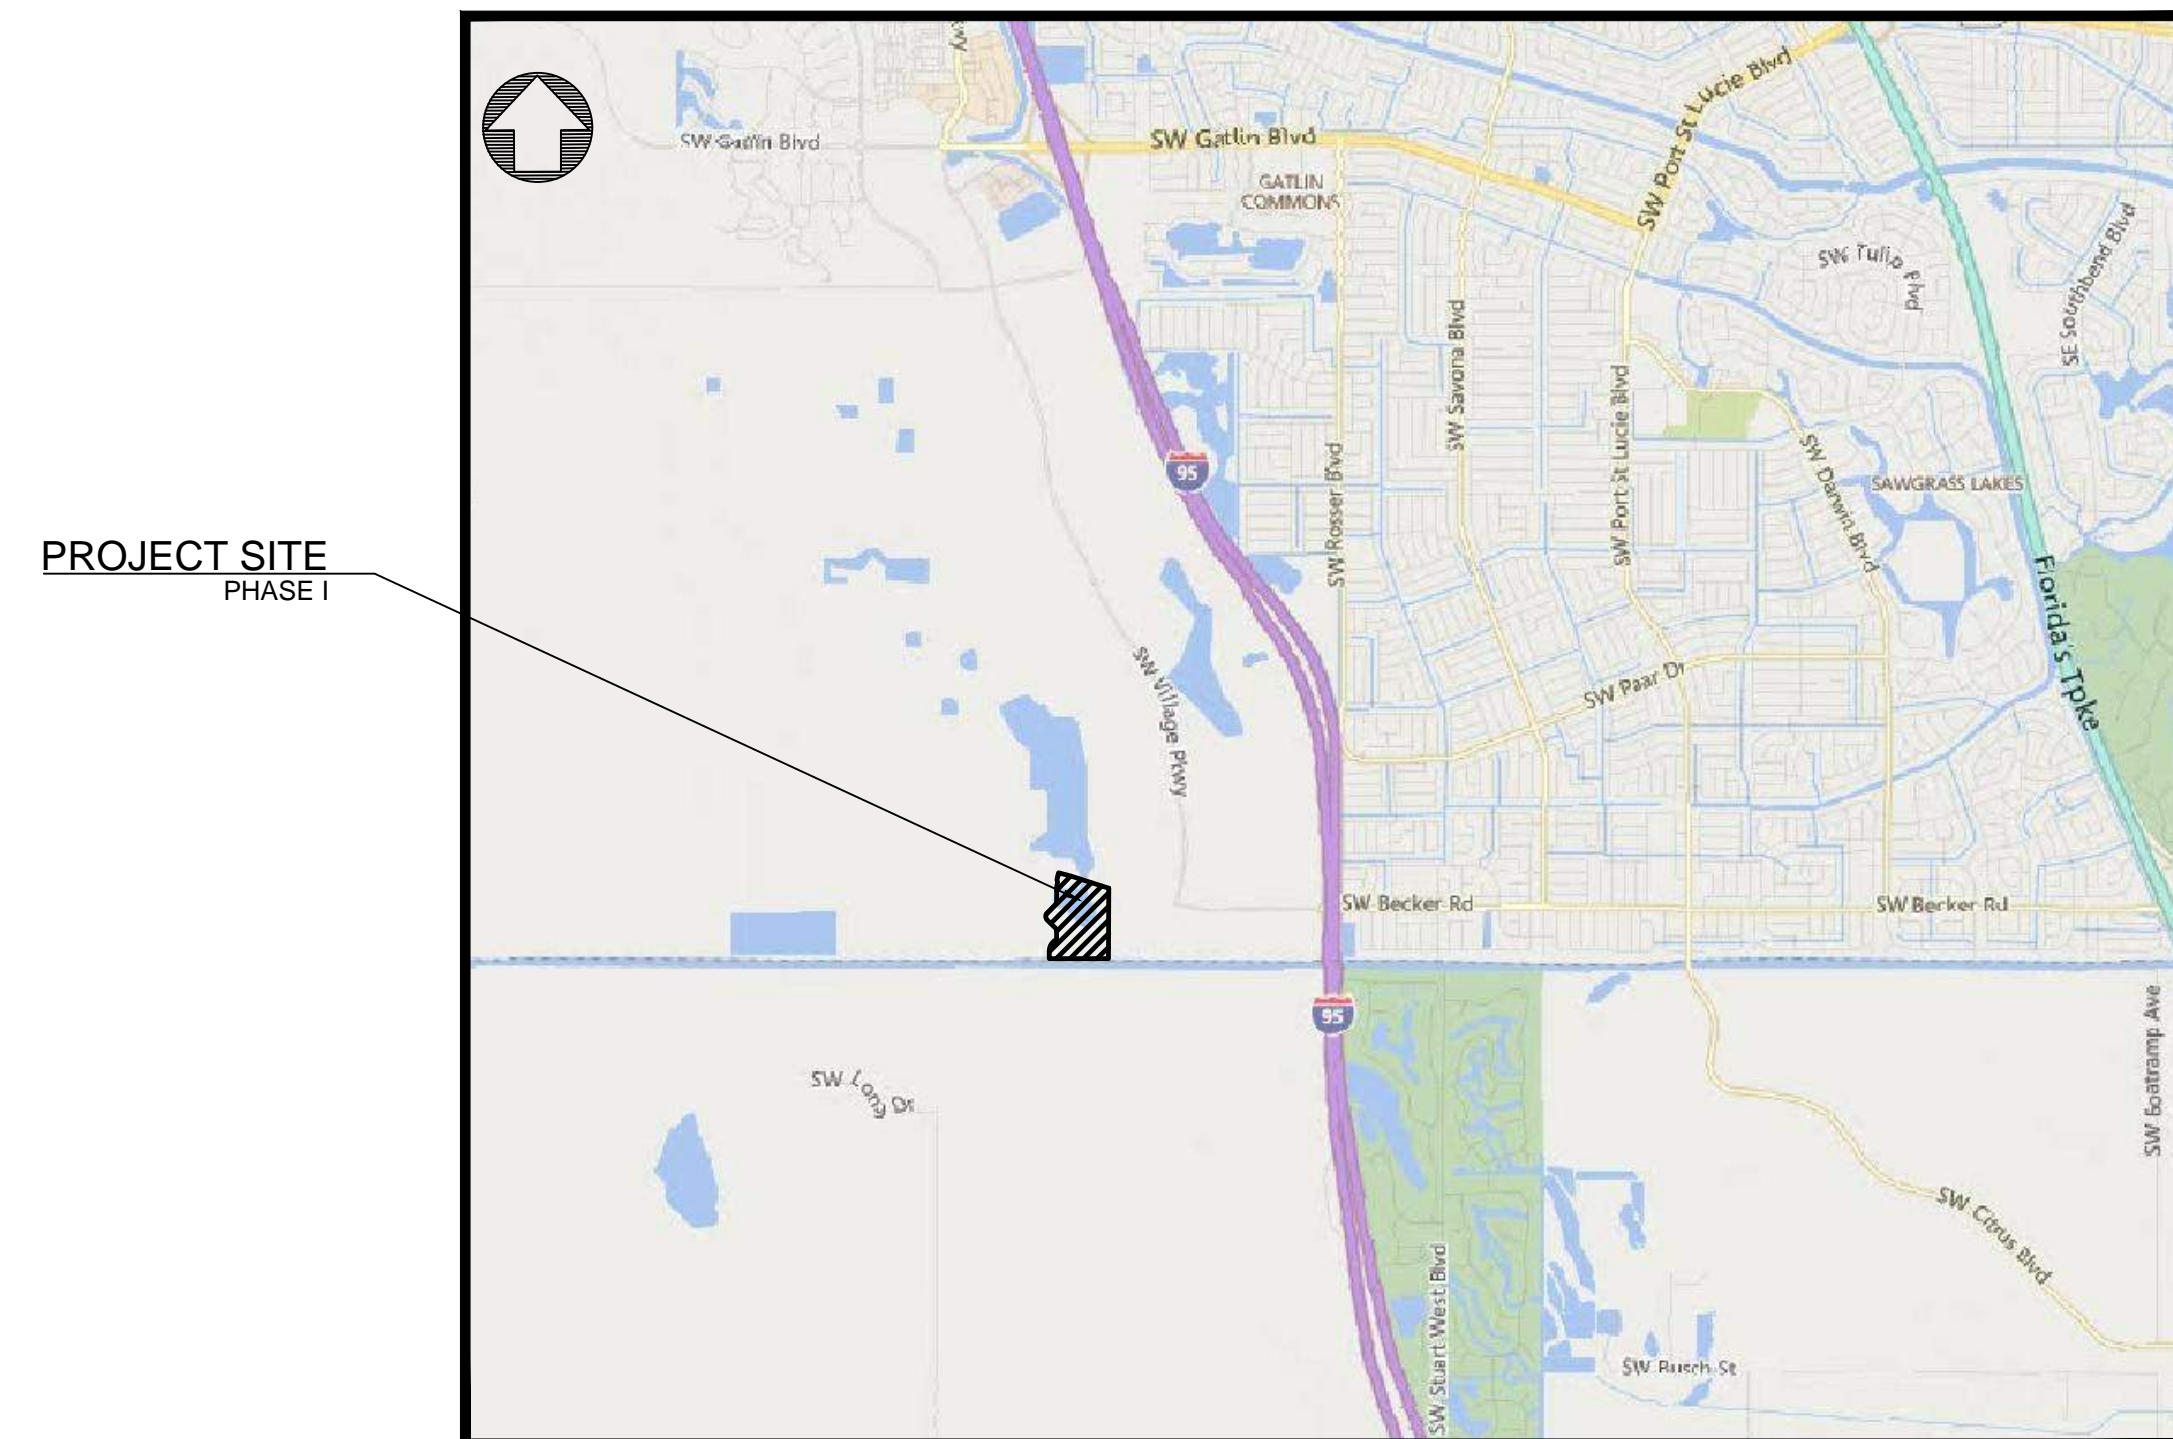 SW Gatlin Blvd
SW Gatlin Blvd
GATLIN
COMMONS
SW Port St Lucie Blvd
SW Tulip Blvd
SE Southbend Blvd
SW Savona Blvd
SW Port St Lucie Blvd
SW Rosser Blvd
SW Darwin Blvd
SAWGRASS LAKES
95
PROJECT SITE
PHASE I
Florida's Tpke
SW Village Pkwy
SW Paar Dr
SW Becker Rd
SW Becker Rd
95
SW Long Dr
SW Boatramp Ave
SW Citrus Blvd
SW Stuart West Blvd
SW Busch St